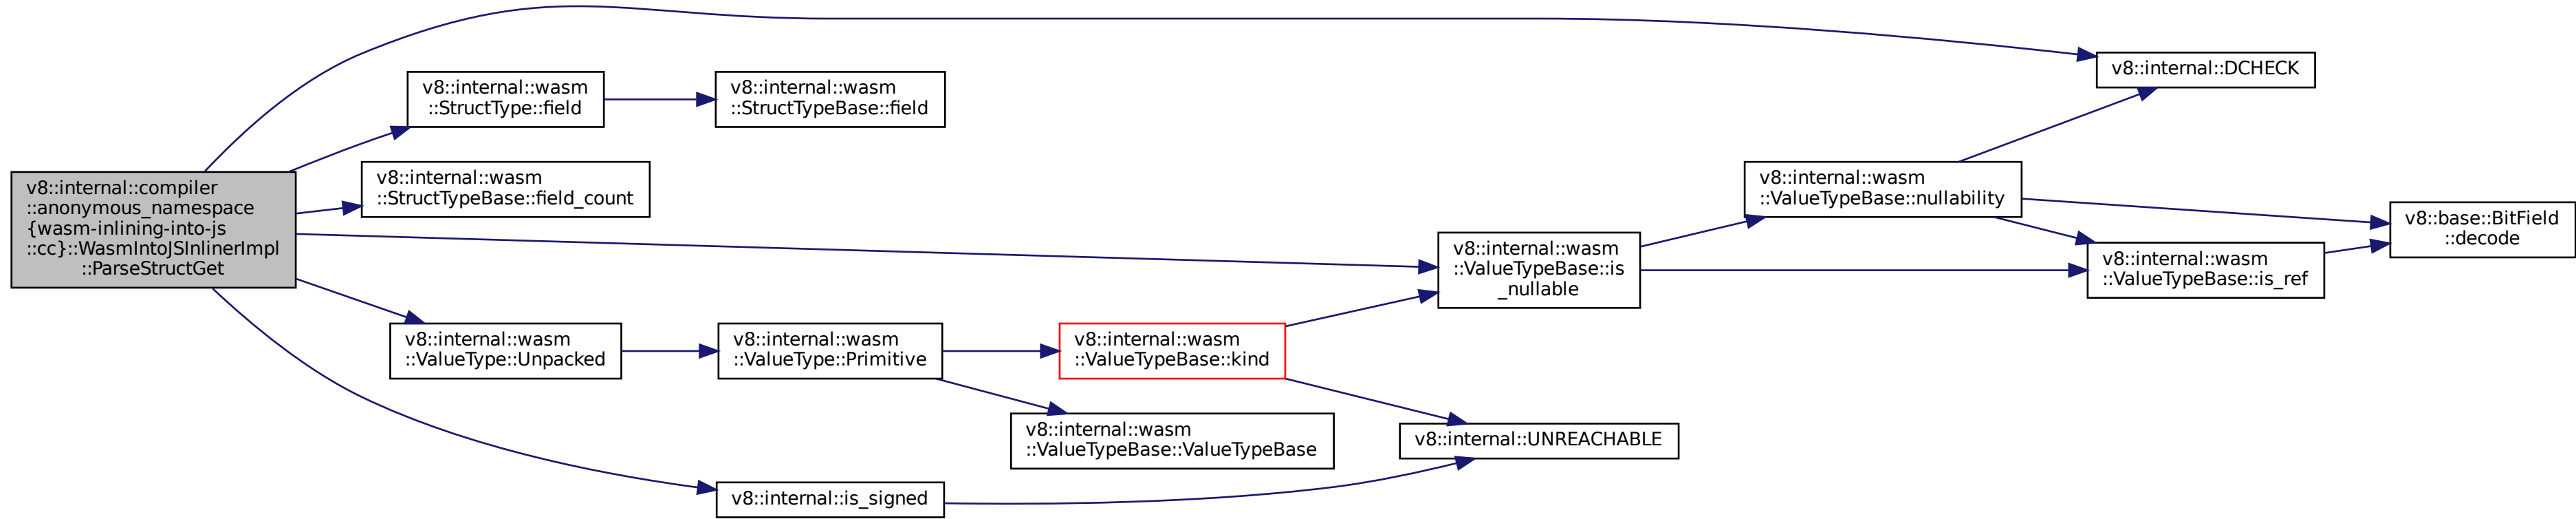 v8::internal::compiler
::anonymous_namespace
{wasm-inlining-into-js
::cc}::WasmIntoJSInlinerImpl
::ParseStructGet
v8::internal::DCHECK
v8::internal::wasm
::StructType::field
v8::internal::wasm
::StructTypeBase::field
v8::internal::wasm
::StructTypeBase::field_count
v8::internal::wasm
::ValueTypeBase::is
_nullable
v8::internal::wasm
::ValueTypeBase::nullability
v8::base::BitField
::decode
v8::internal::wasm
::ValueTypeBase::is_ref
v8::internal::wasm
::ValueType::Unpacked
v8::internal::wasm
::ValueType::Primitive
v8::internal::wasm
::ValueTypeBase::kind
v8::internal::wasm
::ValueTypeBase::ValueTypeBase
v8::internal::UNREACHABLE
v8::internal::is_signed